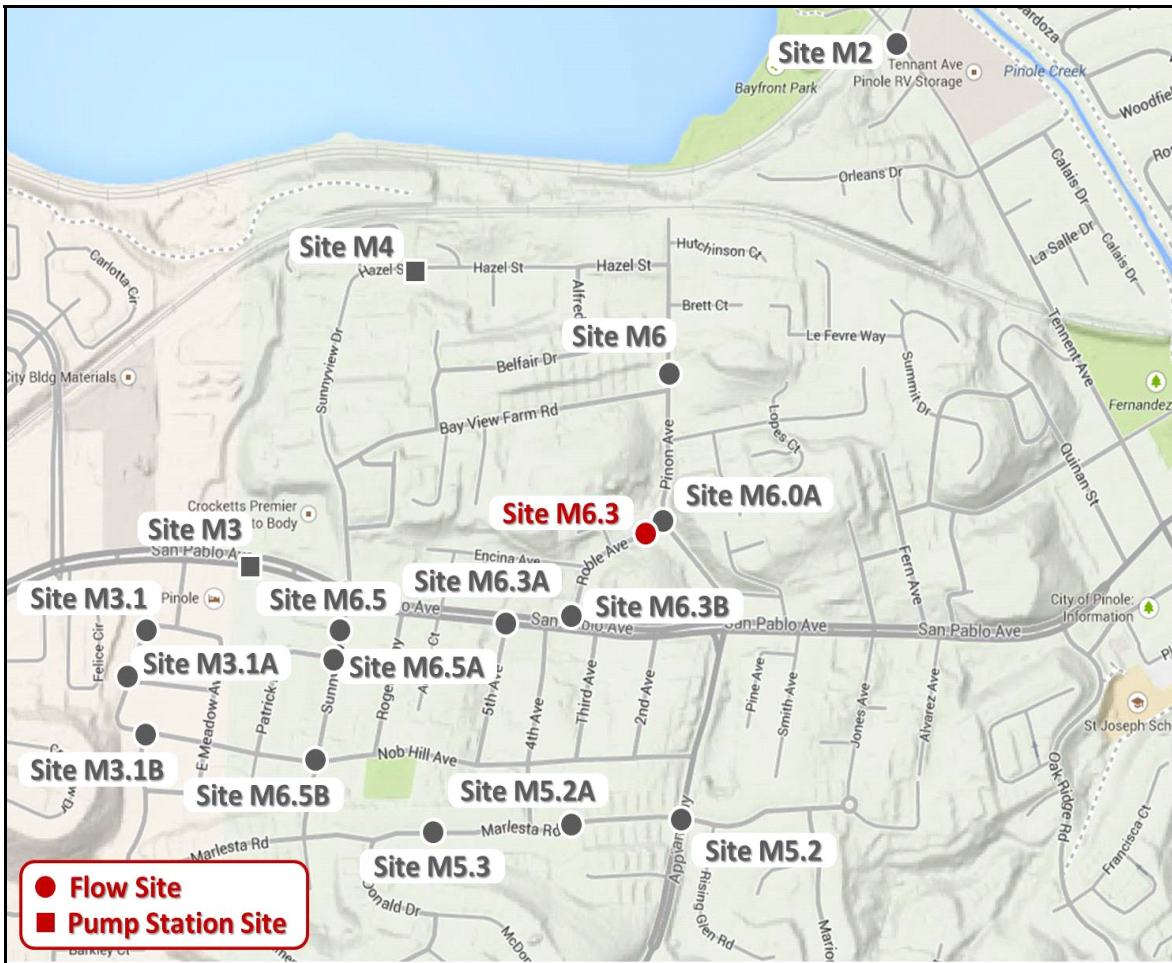 Site M2
Tennant Ave
Pinole RV Storage
Pinole Creek
Bayfront Park
Orleans Dr
Calais Dr
La Salle Dr
Calais Dr
Carlotta Cir
Site M4
Hazel St
Hazel St
Hutchinson Ct
Alfred
Brett Ct
Site M6
Le Fevre Way
Tennent Ave
City Bldg Materials
Sunnyview Dr
Belfair Dr
Summit Dr
Fernandez
Bay View Farm Rd
Lopes Ct
Pinon Ave
Quinan St
Site M6.0A
Crocketts Premier
to Body
Site M6.3
Site M3
San Pablo Ave
Encina Ave
Roble Ave
Fern Ave
Site M6.3A
Pinole
Site M3.1
Site M6.5
Site M6.3B
City of Pinole:
Information
San Pablo Ave
San Pablo Ave
San Pablo Ave
Felice Cir
Site M3.1A
Site M6.5A
5th Ave
4th Ave
Third Ave
2nd Ave
Pine Ave
Smith Ave
Jones Ave
Alvarez Ave
St Joseph Sch
E Meadow Ave
Patrick
Nob Hill Ave
Site M3.1B
Site M6.5B
Site M5.2A
Oak Ridge Rd
Marlesta Rd
Marlesta Rd
Site M5.3
Site M5.2
Francisca Ct
Flow Site
Pump Station Site
Donald Dr
Rising Glen Rd
Barkley Ct